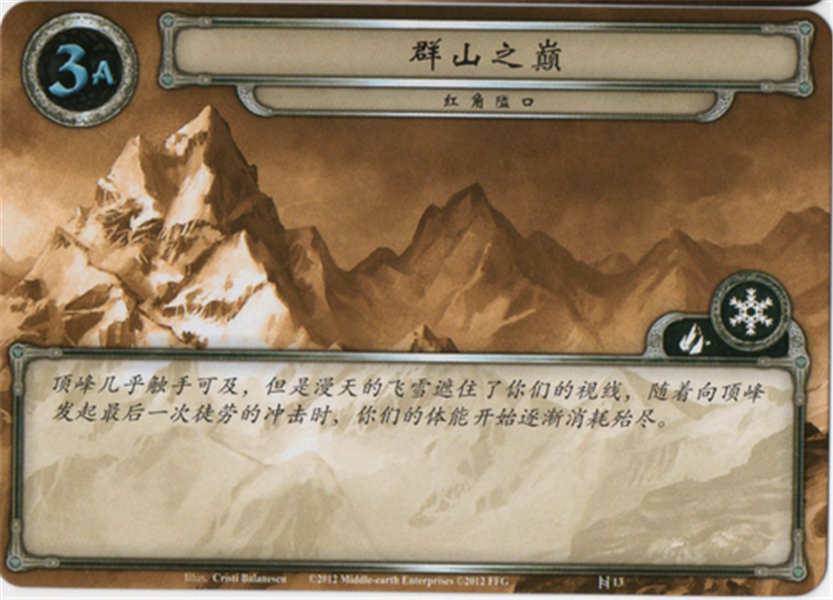 3A
群山之巅
红角隘口
顶峰几乎触手可及，但是漫天的飞雪遮住了你们的视线，随着向顶峰
发起最后一次徒劳的冲击时，你们的体能开始逐渐消耗殆尽。
Illus. Cristi Balanescu ©2012 Middle-earth Enterprises ©2012 FFG 13